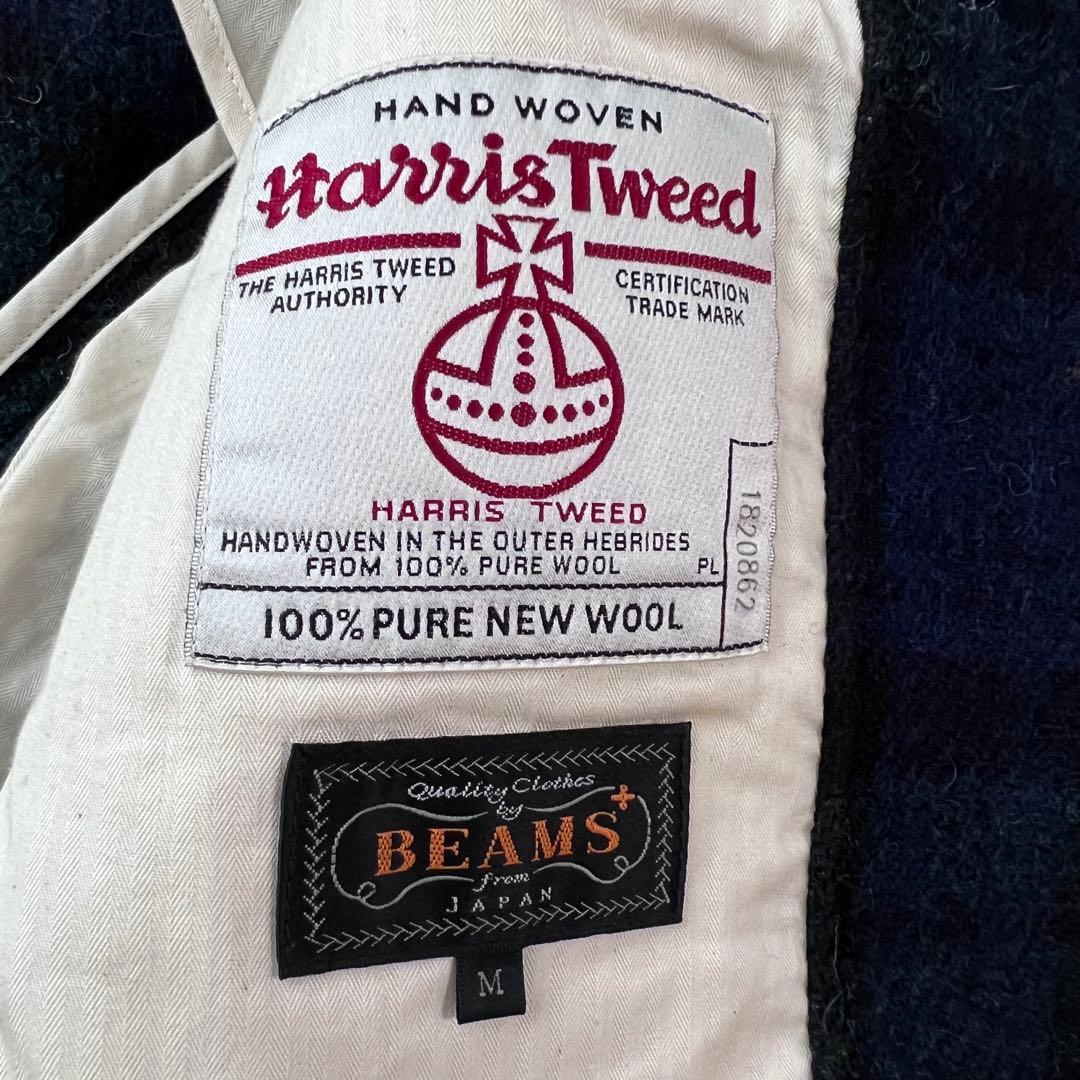 HAND WOVEN
Harris Tweed
THE HARRIS TWEED
AUTHORITY
CERTIFICATION
TRADE MARK
HARRIS TWEED
HANDWOVEN IN THE OUTER HEBRIDES
FROM 100% PURE WOOL
PL
1820862
100% PURE NEW WOOL
Quality Clothes
by
BEAMS+
from
JAPAN
M